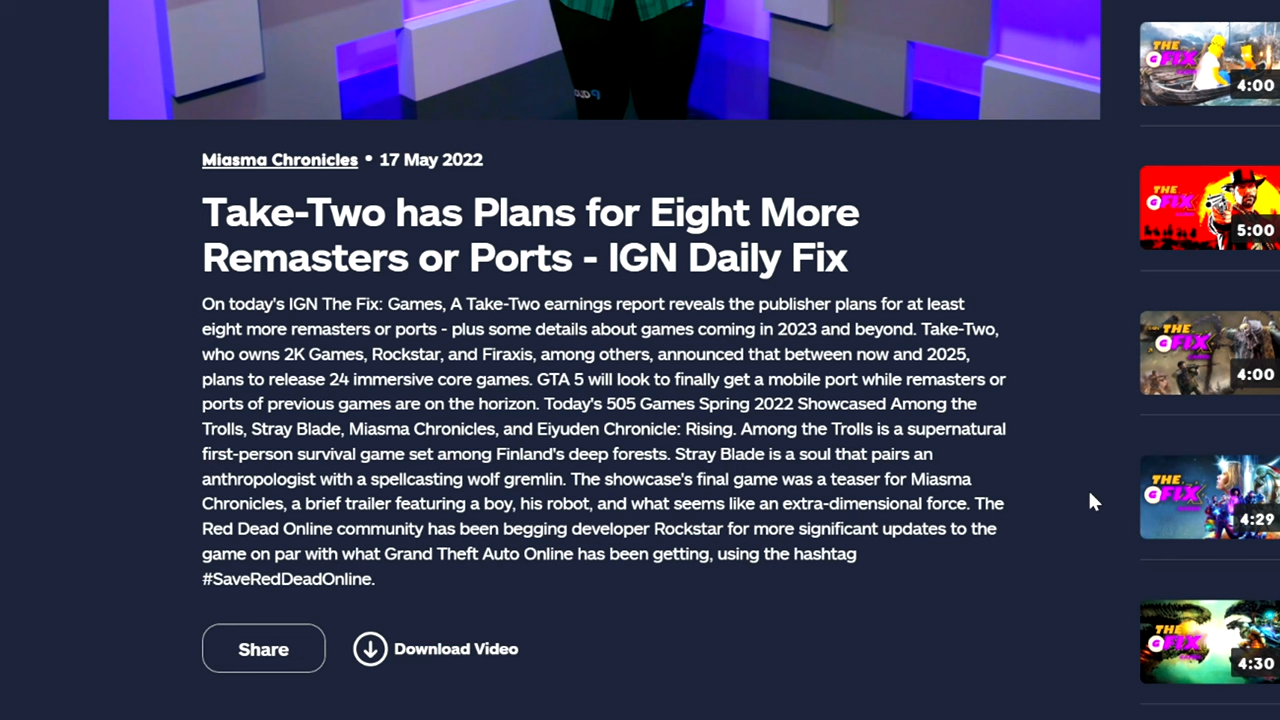 Miasma Chronicles • 17 May 2022
Take-Two has Plans for Eight More
Remasters or Ports - IGN Daily Fix
On today's IGN The Fix: Games, A Take-Two earnings report reveals the publisher plans for at least
eight more remasters or ports - plus some details about games coming in 2023 and beyond. Take-Two,
who owns 2K Games, Rockstar, and Firaxis, among others, announced that between now and 2025,
plans to release 24 immersive core games. GTA 5 will look to finally get a mobile port while remasters or
ports of previous games are on the horizon. Today's 505 Games Spring 2022 Showcased Among the
Trolls, Stray Blade, Miasma Chronicles, and Eiyuden Chronicle: Rising. Among the Trolls is a supernatural
first-person survival game set among Finland's deep forests. Stray Blade is a soul that pairs an
anthropologist with a spellcasting wolf gremlin. The showcase's final game was a teaser for Miasma
Chronicles, a brief trailer featuring a boy, his robot, and what seems like an extra-dimensional force. The
Red Dead Online community has been begging developer Rockstar for more significant updates to the
game on par with what Grand Theft Auto Online has been getting, using the hashtag
#SaveRedDeadOnline.
Share
Download Video
THE
FIX
4:00
THE
FIX
5:00
THE
FIX
4:00
THE
FIX
4:29
THE
FIX
4:30